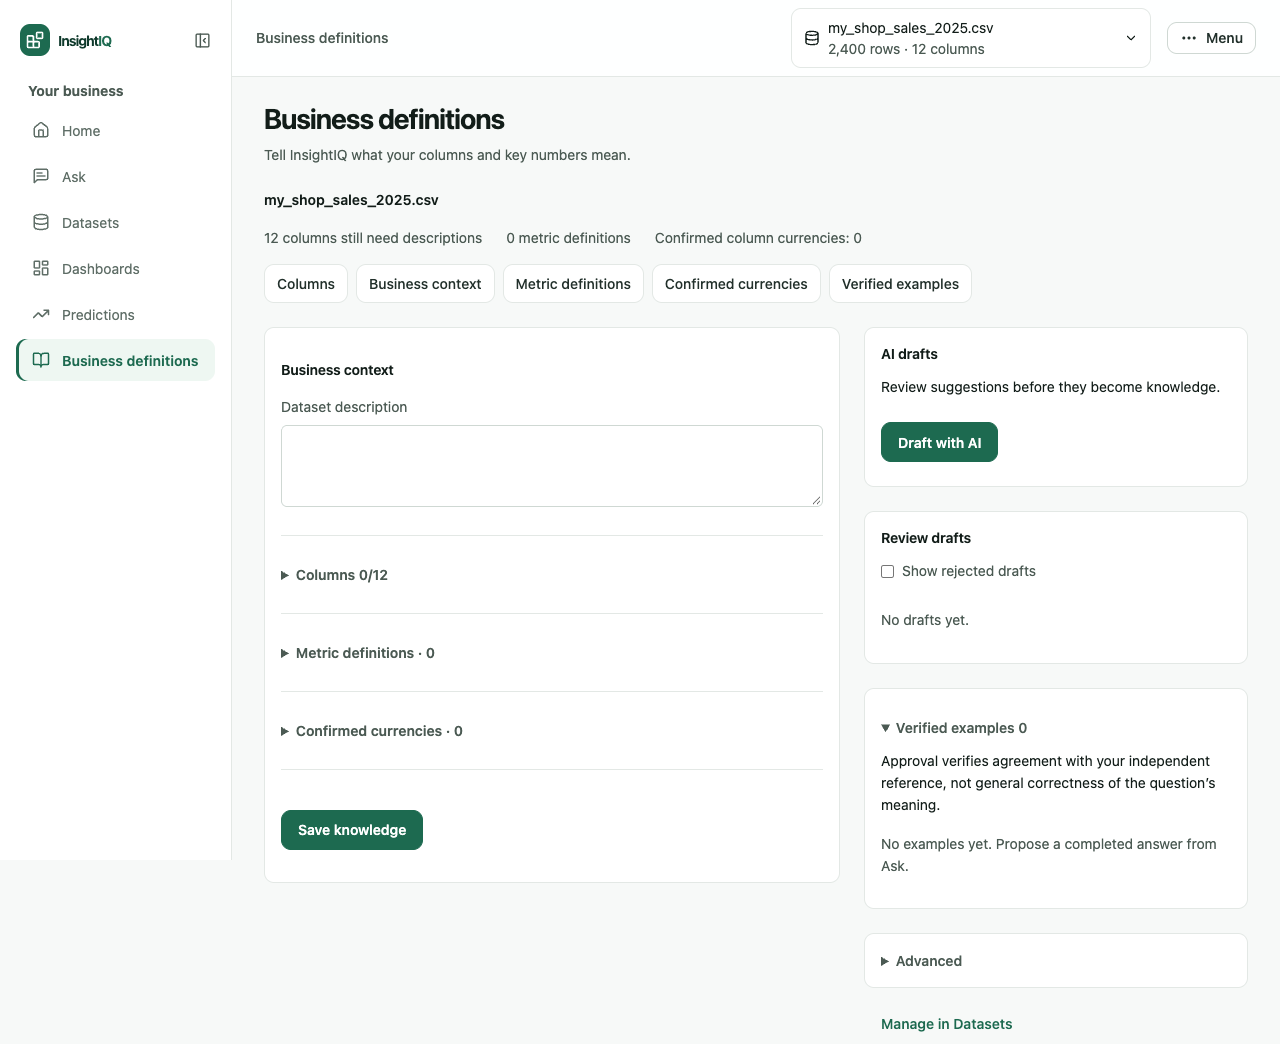 InsightIQ
Your business
Home
Ask
Datasets
Dashboards
Predictions
Business definitions
Business definitions
my_shop_sales_2025.csv
2,400 rows · 12 columns
Menu
Business definitions
Tell InsightIQ what your columns and key numbers mean.
my_shop_sales_2025.csv
12 columns still need descriptions 0 metric definitions Confirmed column currencies: 0
Columns Business context Metric definitions Confirmed currencies Verified examples
Business context
Dataset description
Columns 0/12
Metric definitions · 0
Confirmed currencies · 0
Save knowledge
AI drafts
Review suggestions before they become knowledge.
Draft with AI
Review drafts
Show rejected drafts
No drafts yet.
Verified examples 0
Approval verifies agreement with your independent
reference, not general correctness of the question’s
meaning.
No examples yet. Propose a completed answer from
Ask.
Advanced
Manage in Datasets